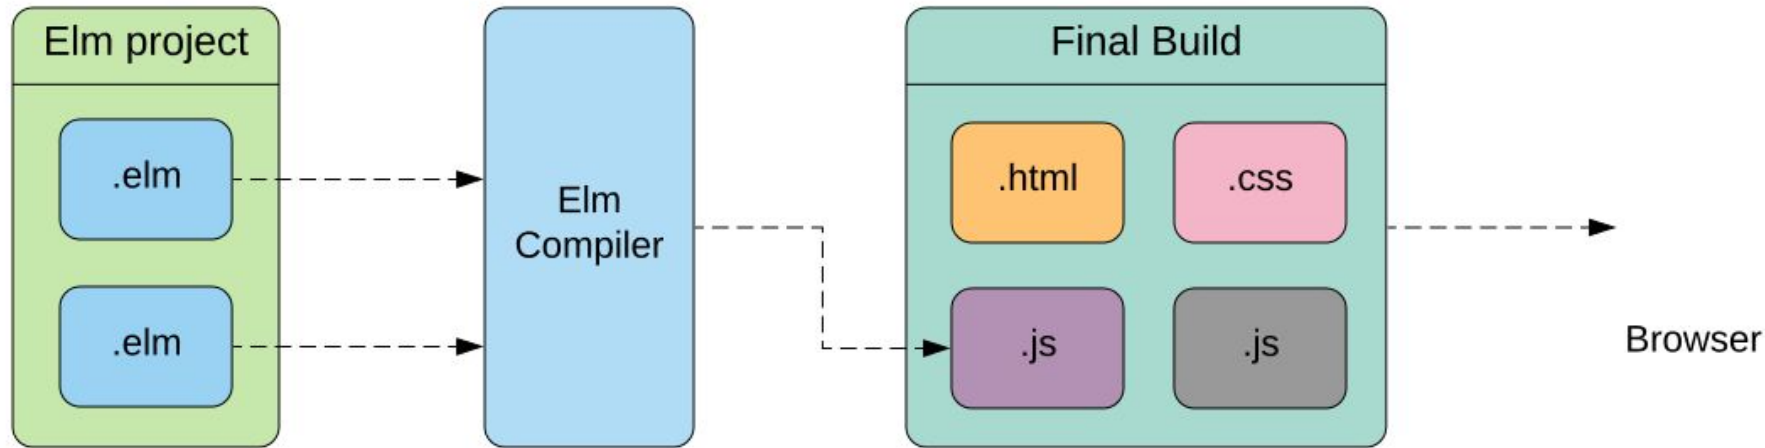 Elm project
.elm
.elm
Elm
Compiler
Final Build
.html
.css
.js
.js
Browser